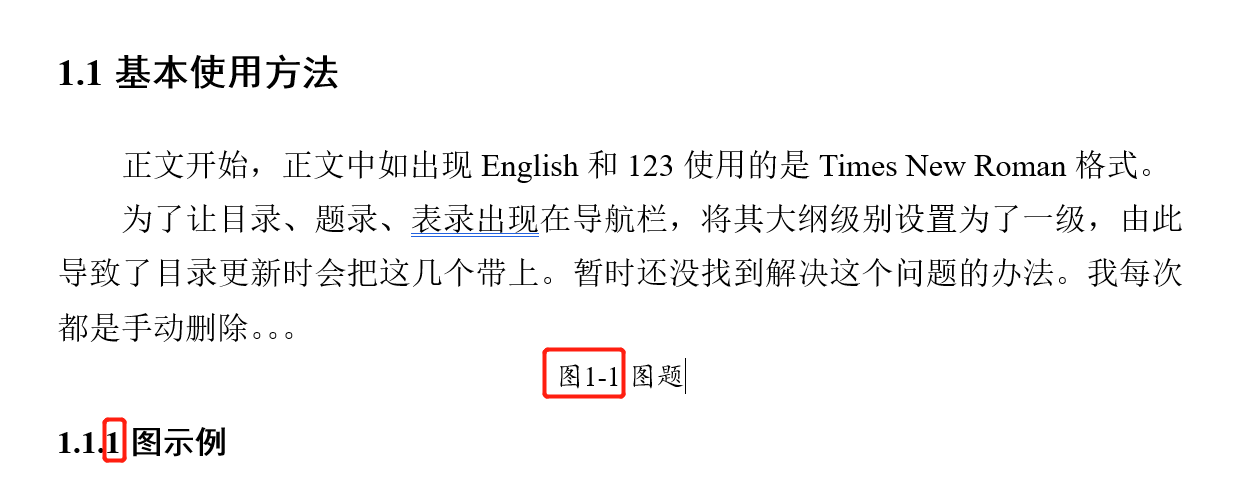 1.1 基本使用方法
正文开始，正文中如出现 English 和 123 使用的是 Times New Roman 格式。
为了让目录、题录、表录出现在导航栏，将其大纲级别设置为了一级，由此
导致了目录更新时会把这几个带上。暂时还没找到解决这个问题的办法。我每次
都是手动删除。。。
图1-1 图题
1.1.1 图示例